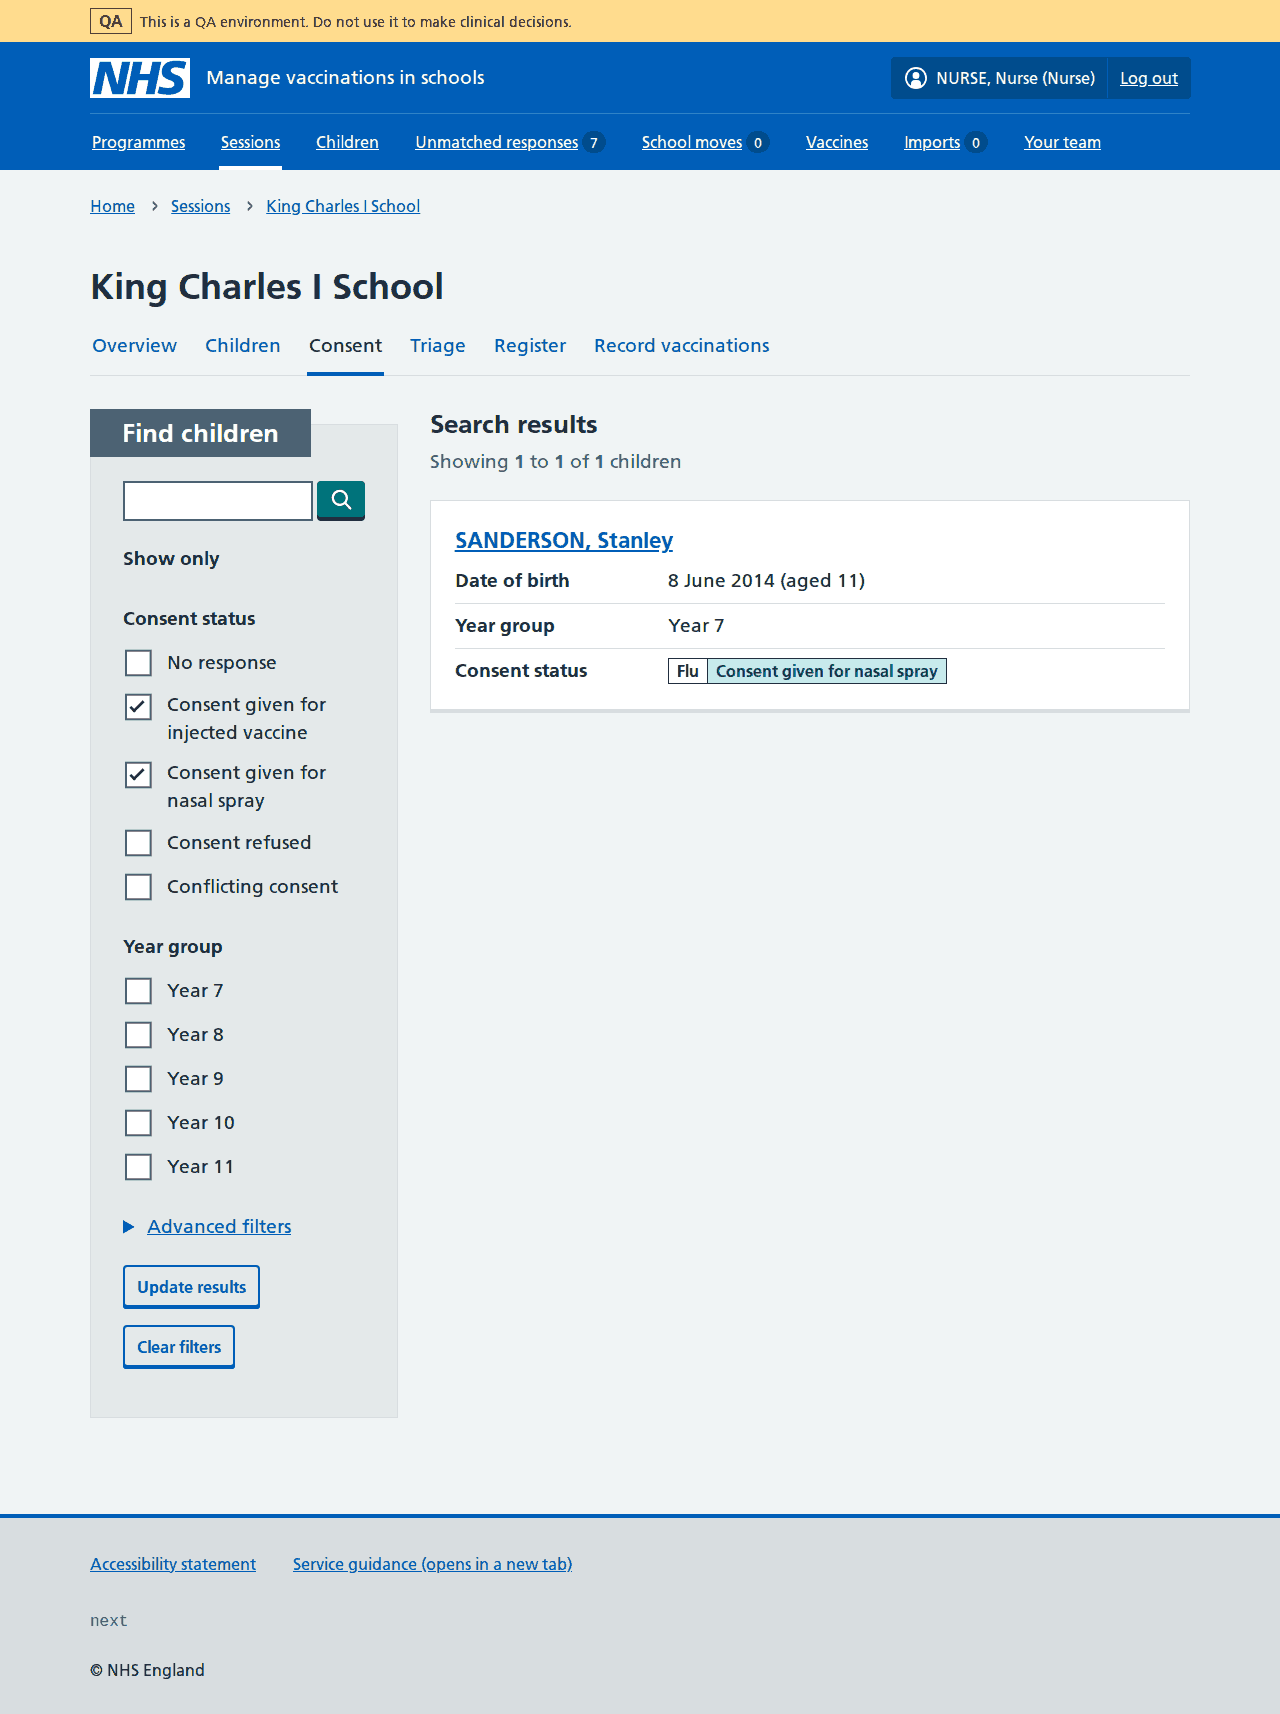 QA This is a QA environment. Do not use it to make clinical decisions.
NHS Manage vaccinations in schools NURSE, Nurse (Nurse) Log out
Programmes Sessions Children Unmatched responses 7 School moves 0 Vaccines Imports 0 Your team
Home Sessions King Charles I School
King Charles I School
Overview Children Consent Triage Register Record vaccinations
Find children
Show only
Consent status
No response
Consent given for
injected vaccine
Consent given for
nasal spray
Consent refused
Conflicting consent
Year group
Year 7
Year 8
Year 9
Year 10
Year 11
Advanced filters
Update results
Clear filters
Search results
Showing 1 to 1 of 1 children
SANDERSON, Stanley
Date of birth 8 June 2014 (aged 11)
Year group Year 7
Consent status Flu Consent given for nasal spray
Accessibility statement Service guidance (opens in a new tab)
next
© NHS England